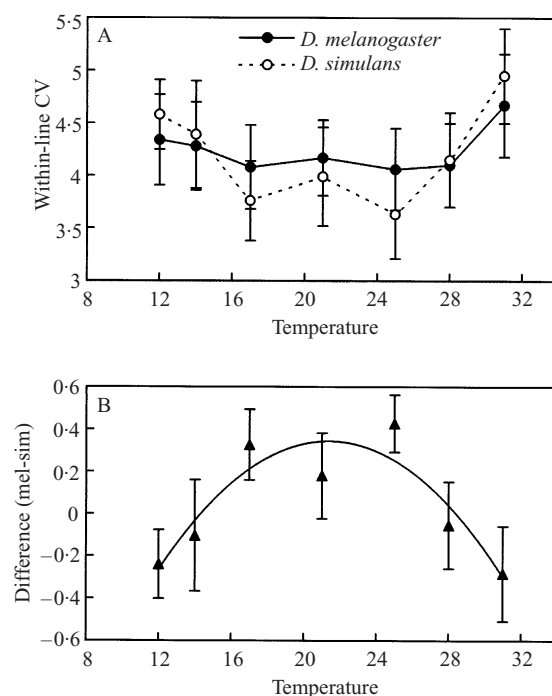 5·5
A
D. melanogaster
D. simulans
5
4·5
4
3·5
3
Within-line CV
8 12 16 20 24 28 32
Temperature
0·6
B
0·4
0·2
0
−0·2
−0·4
−0·6
Difference (mel-sim)
8 12 16 20 24 28 32
Temperature